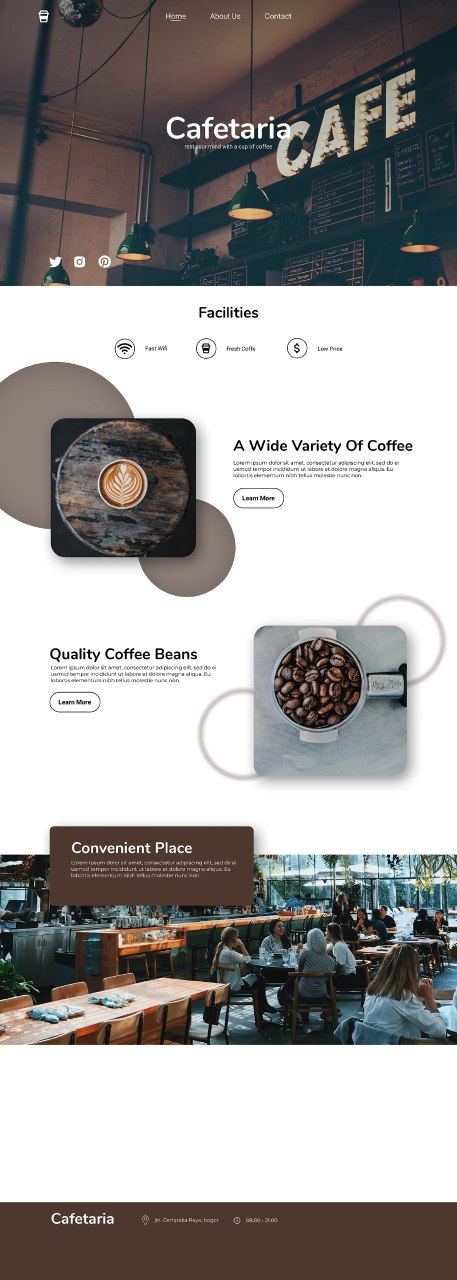 Home About Us Contact
CAFE
Cafetaria
rest your mind with a cup of coffee
Facilities
Fast Wifi Fresh Coffe Low Price
A Wide Variety Of Coffee
Lorem ipsum dolor sit amet, consectetur adipiscing elit, sed do ei
usmod tempor incididunt ut labore et dolore magna aliqua. Eu
lobortis elementum nibh tellus molestie nunc non.
Learn More
Quality Coffee Beans
Lorem ipsum dolor sit amet, consectetur adipiscing elit, sed do ei
usmod tempor incididunt ut labore et dolore magna aliqua. Eu
lobortis elementum nibh tellus molestie nunc non.
Learn More
Convenient Place
Lorem ipsum dolor sit amet, consectetur adipiscing elit, sed do ei
usmod tempor incididunt ut labore et dolore magna aliqua. Eu
lobortis elementum nibh tellus molestie nunc non.
Cafetaria
Jln. Cempaka Raya, bogor
08.00 - 21.00